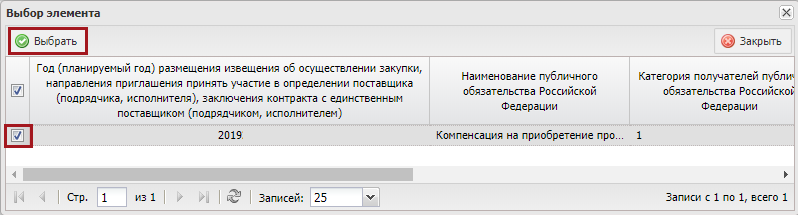 Выбор элемента
Выбрать
Закрыть
Год (планируемый год) размещения извещения об осуществлении закупки,
направления приглашения принять участие в определении поставщика
(подрядчика, исполнителя), заключения контракта с единственным
поставщиком (подрядчиком, исполнителем)
Наименование публичного
обязательства Российской
Федерации
Категория получателей публич
обязательства Российской
Федерации
2019
Компенсация на приобретение про...
1
Стр. 1 из 1
Записей: 25
Записи с 1 по 1, всего 1